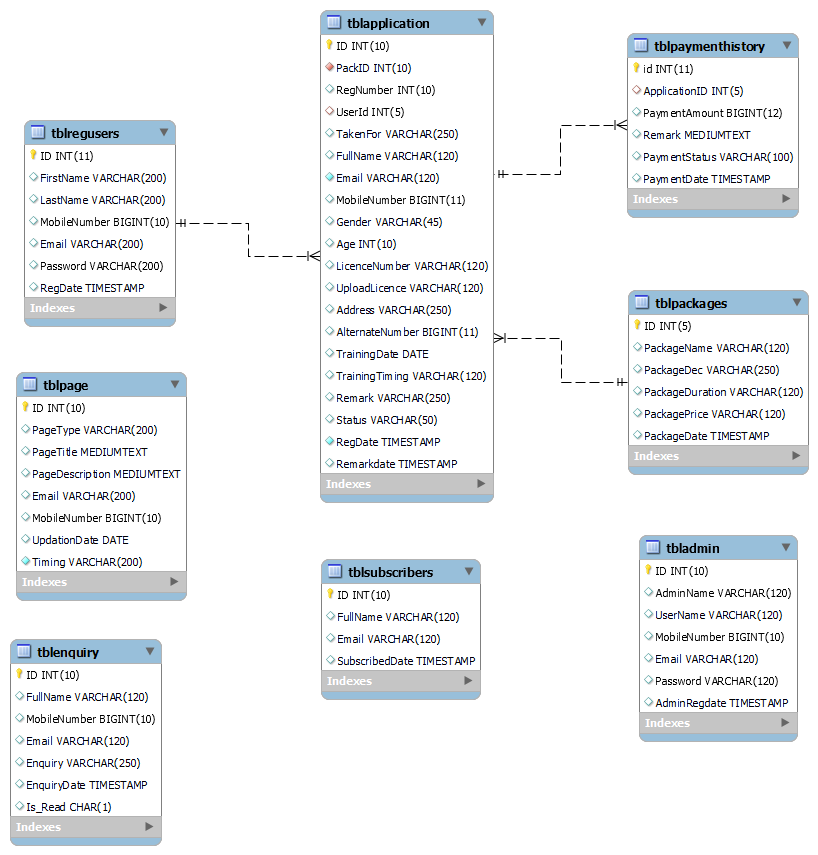 tblapplication
ID INT(10)
PackID INT(10)
RegNumber INT(10)
UserId INT(5)
TakenFor VARCHAR(250)
FullName VARCHAR(120)
Email VARCHAR(120)
MobileNumber BIGINT(11)
Gender VARCHAR(45)
Age INT(10)
LicenceNumber VARCHAR(120)
UploadLicence VARCHAR(120)
Address VARCHAR(250)
AlternateNumber BIGINT(11)
TrainingDate DATE
TrainingTiming VARCHAR(120)
Remark VARCHAR(250)
Status VARCHAR(50)
RegDate TIMESTAMP
Remarkdate TIMESTAMP
Indexes
tblpaymenthistory
id INT(11)
ApplicationID INT(5)
PaymentAmount BIGINT(12)
Remark MEDIUMTEXT
PaymentStatus VARCHAR(100)
PaymentDate TIMESTAMP
Indexes
tblregusers
ID INT(11)
FirstName VARCHAR(200)
LastName VARCHAR(200)
MobileNumber BIGINT(10)
Email VARCHAR(200)
Password VARCHAR(200)
RegDate TIMESTAMP
Indexes
tblpackages
ID INT(5)
PackageName VARCHAR(120)
PackageDec VARCHAR(250)
PackageDuration VARCHAR(120)
PackagePrice VARCHAR(120)
PackageDate TIMESTAMP
Indexes
tblpage
ID INT(10)
PageType VARCHAR(200)
PageTitle MEDIUMTEXT
PageDescription MEDIUMTEXT
Email VARCHAR(200)
MobileNumber BIGINT(10)
UpdationDate DATE
Timing VARCHAR(200)
Indexes
tblsubscribers
ID INT(10)
FullName VARCHAR(120)
Email VARCHAR(120)
SubscribedDate TIMESTAMP
Indexes
tbladmin
ID INT(10)
AdminName VARCHAR(120)
UserName VARCHAR(120)
MobileNumber BIGINT(10)
Email VARCHAR(120)
Password VARCHAR(120)
AdminRegdate TIMESTAMP
Indexes
tblenquiry
ID INT(10)
FullName VARCHAR(120)
MobileNumber BIGINT(10)
Email VARCHAR(120)
Enquiry VARCHAR(250)
EnquiryDate TIMESTAMP
Is_Read CHAR(1)
Indexes